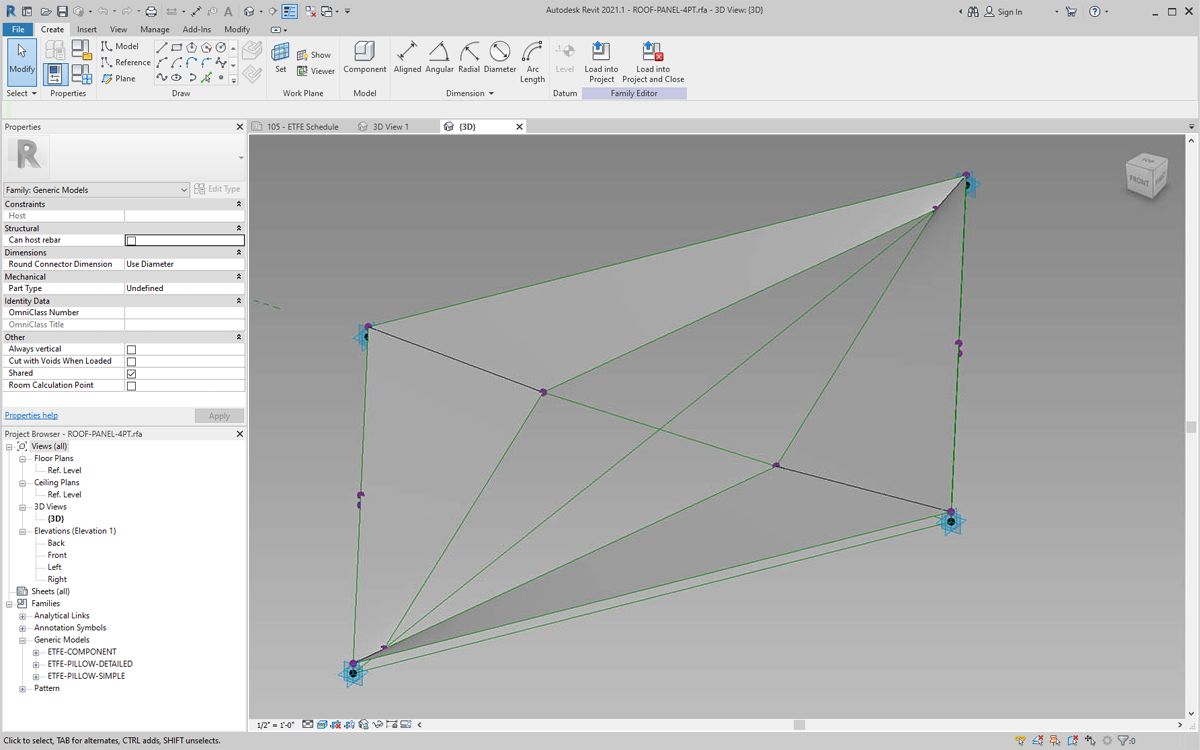 Autodesk Revit 2021.1 - ROOF-PANEL-4PT.rfa - 3D View: {3D}
Sign In
File Create Insert View Manage Add-Ins Modify
Modify
Model
Reference
Plane
Set
Show
Viewer
Component
Aligned Angular Radial Diameter Arc Length
Level
Load into Project
Load into Project and Close
Select Properties Draw Work Plane Model Dimension Datum Family Editor
Properties
105 - ETFE Schedule
3D View 1
{3D}
Family: Generic Models
Edit Type
Constraints
Host
Structural
Can host rebar
Dimensions
Round Connector Dimension Use Diameter
Mechanical
Part Type Undefined
Identity Data
OmniClass Number
OmniClass Title
Other
Always vertical
Cut with Voids When Loaded
Shared
Room Calculation Point
Properties help
Apply
Project Browser - ROOF-PANEL-4PT.rfa
Views (all)
Floor Plans
Ref. Level
Ceiling Plans
Ref. Level
3D Views
{3D}
Elevations (Elevation 1)
Back
Front
Left
Right
Sheets (all)
Families
Analytical Links
Annotation Symbols
Generic Models
ETFE-COMPONENT
ETFE-PILLOW-DETAILED
ETFE-PILLOW-SIMPLE
Pattern
TOP
FRONT
1/2" = 1'-0"
Click to select, TAB for alternates, CTRL adds, SHIFT unselects.
:0